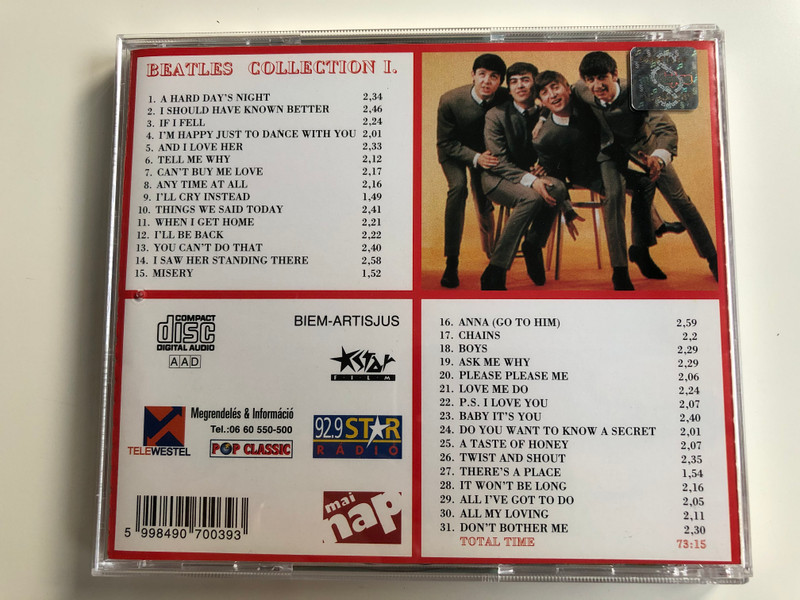 BEATLES COLLECTION I.
1. A HARD DAY'S NIGHT 2,34
2. I SHOULD HAVE KNOWN BETTER 2,46
3. IF I FELL 2,24
4. I'M HAPPY JUST TO DANCE WITH YOU 2,01
5. AND I LOVE HER 2,33
6. TELL ME WHY 2,12
7. CAN'T BUY ME LOVE 2,17
8. ANY TIME AT ALL 2,16
9. I'LL CRY INSTEAD 1,49
10. THINGS WE SAID TODAY 2,41
11. WHEN I GET HOME 2,21
12. I'LL BE BACK 2,22
13. YOU CAN'T DO THAT 2,40
14. I SAW HER STANDING THERE 2,58
15. MISERY 1,52
COMPACT
disc
DIGITAL AUDIO
AAD
BIEM-ARTISJUS
Star
FILM
TELEWESTEL
Megrendelés & Információ
Tel.:06 60 550-500
POP CLASSIC
92.9 STAR
RÁDIÓ
5 998490 700393
mai
nap
16. ANNA (GO TO HIM) 2,59
17. CHAINS 2,2
18. BOYS 2,29
19. ASK ME WHY 2,29
20. PLEASE PLEASE ME 2,06
21. LOVE ME DO 2,24
22. P.S. I LOVE YOU 2,07
23. BABY IT'S YOU 2,40
24. DO YOU WANT TO KNOW A SECRET 2,01
25. A TASTE OF HONEY 2,07
26. TWIST AND SHOUT 2,35
27. THERE'S A PLACE 1,54
28. IT WON'T BE LONG 2,16
29. ALL I'VE GOT TO DO 2,05
30. ALL MY LOVING 2,11
31. DON'T BOTHER ME 2,30
TOTAL TIME 73:15